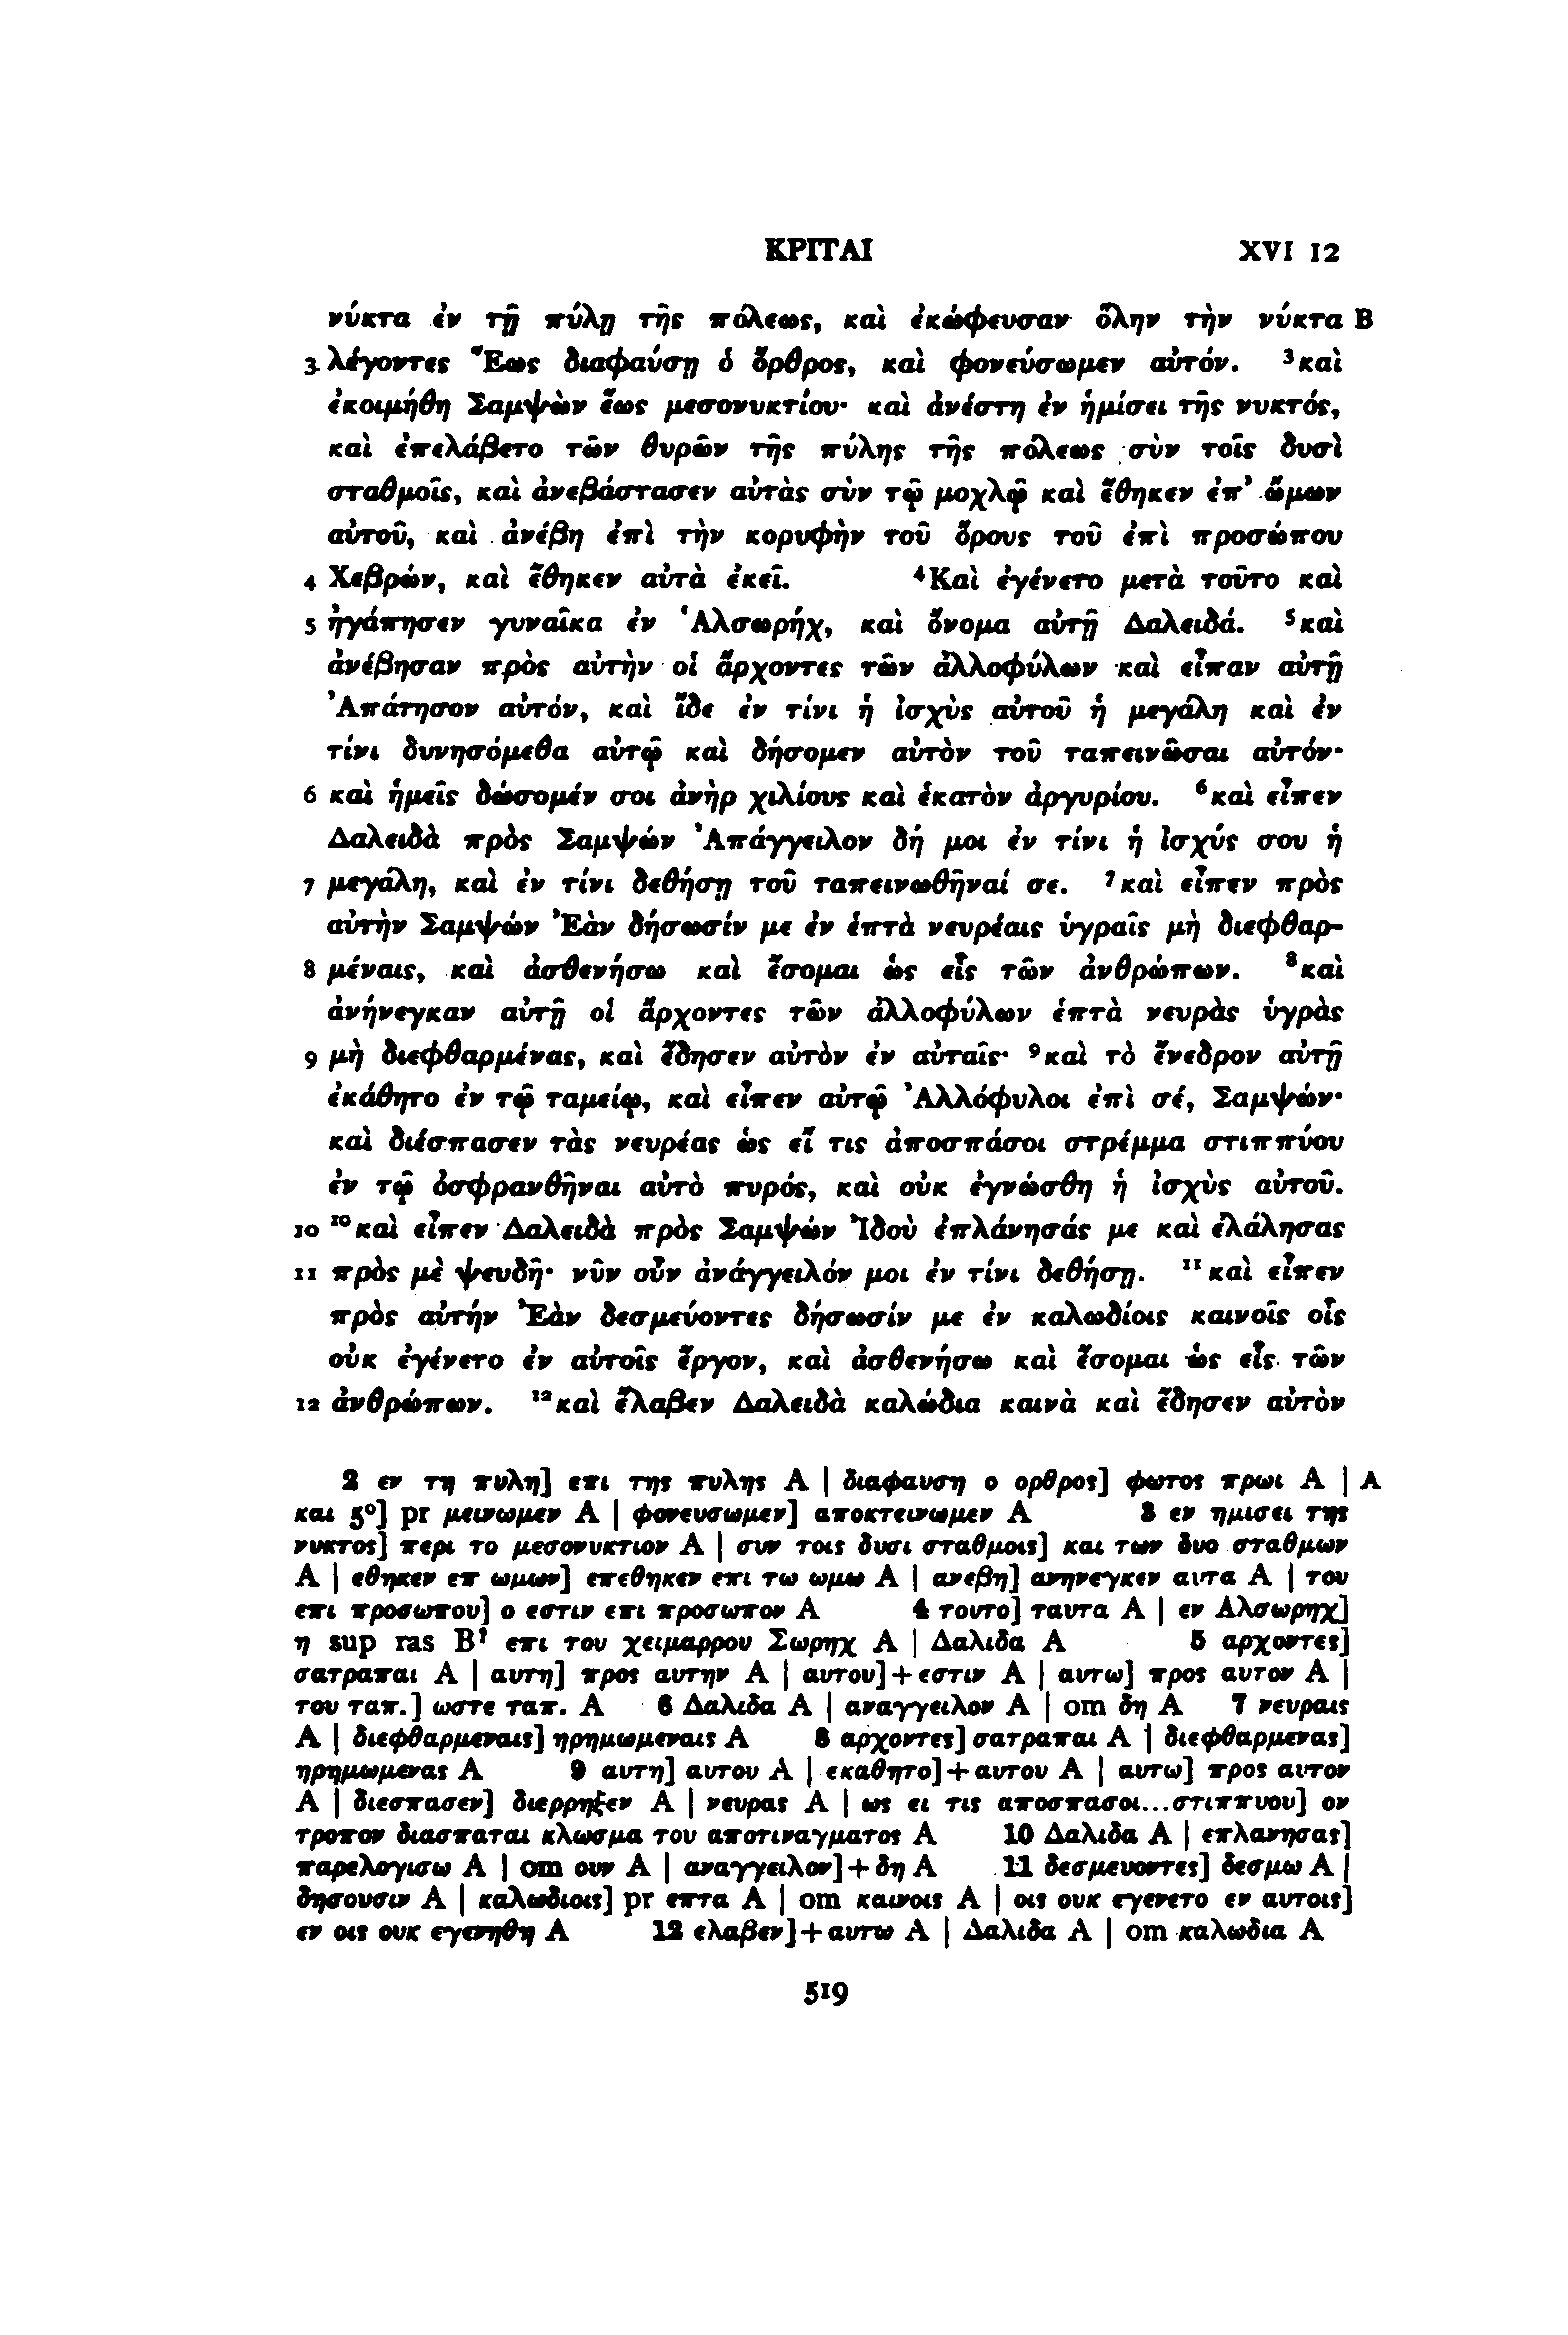 ΚΡΙΤΑΙ XVI 12
νύκτα ἐν τῇ πύλῃ τῆς πόλεως, καὶ ἐκώφευσαν ὅλην τὴν νύκτα B
3 λέγοντες Ἕως διαφαύσῃ ὁ ὄρθρος, καὶ φονεύσωμεν αὐτόν. ³καὶ
ἐκοιμήθη Σαμψὼν ἕως μεσονυκτίου· καὶ ἀνέστη ἐν ἡμίσει τῆς νυκτός,
καὶ ἐπελάβετο τῶν θυρῶν τῆς πύλης τῆς πόλεως σὺν τοῖς δυσὶ
σταθμοῖς, καὶ ἀνεβάστασεν αὐτὰς σὺν τῷ μοχλῷ καὶ ἔθηκεν ἐπ’ ὤμων
αὐτοῦ, καὶ ἀνέβη ἐπὶ τὴν κορυφὴν τοῦ ὄρους τοῦ ἐπὶ προσώπου
4 Χεβρών, καὶ ἔθηκεν αὐτὰ ἐκεῖ. ⁴Καὶ ἐγένετο μετὰ τοῦτο καὶ
5 ἠγάπησεν γυναῖκα ἐν Ἁλσωρήχ, καὶ ὄνομα αὐτῇ Δαλειδά. ⁵καὶ
ἀνέβησαν πρὸς αὐτὴν οἱ ἄρχοντες τῶν ἀλλοφύλων καὶ εἶπαν αὐτῇ
Ἀπάτησον αὐτόν, καὶ ἴδε ἐν τίνι ἡ ἰσχὺς αὐτοῦ ἡ μεγάλη καὶ ἐν
τίνι δυνησόμεθα αὐτῷ καὶ δήσομεν αὐτὸν τοῦ ταπεινῶσαι αὐτόν·
6 καὶ ἡμεῖς δώσομέν σοι ἀνὴρ χιλίους καὶ ἑκατὸν ἀργυρίου. ⁶καὶ εἶπεν
Δαλειδὰ πρὸς Σαμψών Ἀπάγγειλον δή μοι ἐν τίνι ἡ ἰσχύς σου ἡ
7 μεγάλη, καὶ ἐν τίνι δεθήσῃ τοῦ ταπεινωθῆναί σε. ⁷καὶ εἶπεν πρὸς
αὐτὴν Σαμψών Ἐὰν δήσωσίν με ἐν ἑπτὰ νευρέαις ὑγραῖς μὴ διεφθαρ-
8 μέναις, καὶ ἀσθενήσω καὶ ἔσομαι ὡς εἷς τῶν ἀνθρώπων. ⁸καὶ
ἀνήνεγκαν αὐτῇ οἱ ἄρχοντες τῶν ἀλλοφύλων ἑπτὰ νευρὰς ὑγρὰς
9 μὴ διεφθαρμένας, καὶ ἔδησεν αὐτὸν ἐν αὐταῖς· ⁹καὶ τὸ ἔνεδρον αὐτῇ
ἐκάθητο ἐν τῷ ταμείῳ, καὶ εἶπεν αὐτῷ Ἀλλόφυλοι ἐπὶ σέ, Σαμψών·
καὶ διέσπασεν τὰς νευρέας ὡς εἴ τις ἀποσπάσοι στρέμμα στιππύου
ἐν τῷ ὀσφρανθῆναι αὐτὸ πυρός, καὶ οὐκ ἐγνώσθη ἡ ἰσχὺς αὐτοῦ.
10 ¹⁰καὶ εἶπεν Δαλειδὰ πρὸς Σαμψών Ἰδοὺ ἐπλάνησάς με καὶ ἐλάλησας
11 πρὸς μὲ ψευδῆ· νῦν οὖν ἀνάγγειλόν μοι ἐν τίνι δεθήσῃ. ¹¹καὶ εἶπεν
πρὸς αὐτήν Ἐὰν δεσμεύοντες δήσωσίν με ἐν καλωδίοις καινοῖς οἷς
οὐκ ἐγένετο ἐν αὐτοῖς ἔργον, καὶ ἀσθενήσω καὶ ἔσομαι ὡς εἷς τῶν
12 ἀνθρώπων. ¹²καὶ ἔλαβεν Δαλειδὰ καλώδια καινὰ καὶ ἔδησεν αὐτὸν
2 εν τη πυλη] επι της πυλης A | διαφαυση ο ορθρος] φωτος πρωι A | A
και 5°] pr μεινωμεν A | φονευσωμεν] αποκτεινωμεν A 3 εν ημισει της
νυκτος] περι το μεσονυκτιον A | συν τοις δυσι σταθμοις] και των δυο σταθμων
A | εθηκεν επ ωμων] επεθηκεν επι τω ωμω A | ανεβη] ανηνεγκεν αυτα A | του
επι προσωπου] ο εστιν επι προσωπον A 4 τουτο] ταυτα A | εν Αλσωρηχ]
η sup ras B¹ επι του χειμαρρου Σωρηχ A | Δαλιδα A 5 αρχοντες]
σατραπαι A | αυτη] προς αυτην A | αυτου]+εστιν A | αυτω] προς αυτον A |
του ταπ.] ωστε ταπ. A 6 Δαλιδα A | αναγγειλον A | om δη A 7 νευραις
A | διεφθαρμεναις] ηρημωμεναις A 8 αρχοντες] σατραπαι A | διεφθαρμενας]
ηρημωμενας A 9 αυτη] αυτου A | εκαθητο]+αυτου A | αυτω] προς αυτον
A | διεσπασεν] διερρηξεν A | νευρας A | ως ει τις αποσπασοι...στιππυου] ον
τροπον διασπαται κλωσμα του αποτιναγματος A 10 Δαλιδα A | επλανησας]
παρελογισω A | om ουν A | αναγγειλον]+δη A 11 δεσμευοντες] δεσμω A |
δησουσιν A | καλωδιοις] pr επτα A | om καινοις A | οις ουκ εγενετο εν αυτοις]
εν οις ουκ εγενηθη A 12 ελαβεν]+αυτω A | Δαλιδα A | om καλωδια A
519